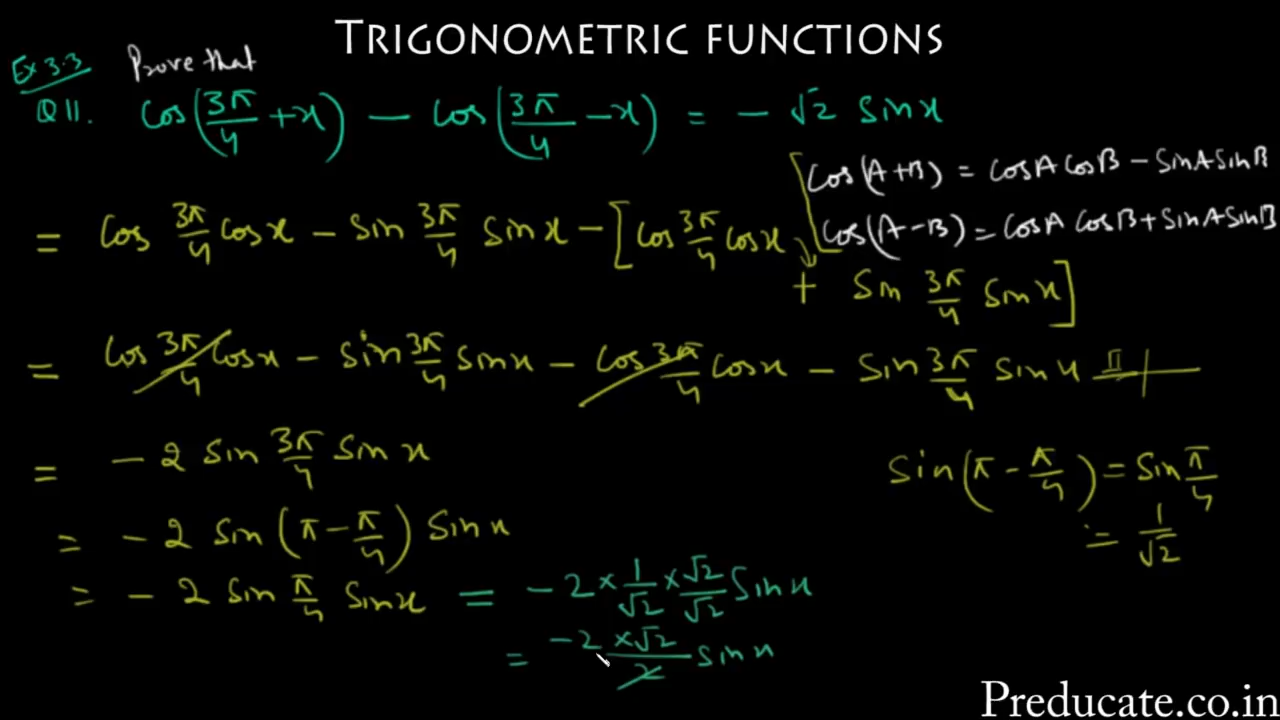 TRIGONOMETRIC FUNCTIONS
Ex 3.3 Prove that
Q11. cos(3π/4 + x) − cos(3π/4 − x) = − √2 sin x
cos(A+B) = cosA cosB − sinA sinB
cos(A−B) = cosA cosB + sinA sinB
= cos 3π/4 cos x − sin 3π/4 sin x − [cos 3π/4 cos x
+ sin 3π/4 sin x]
= cos 3π/4 cos x − sin 3π/4 sin x − cos 3π/4 cos x − sin 3π/4 sin x
= − 2 sin 3π/4 sin x
sin(π − π/4) = sin π/4
= 1/√2
= − 2 sin (π − π/4) sin x
= − 2 sin π/4 sin x = − 2 × 1/√2 × √2/√2 sin x
= −2 × √2 / 2 sin x
Preducate.co.in